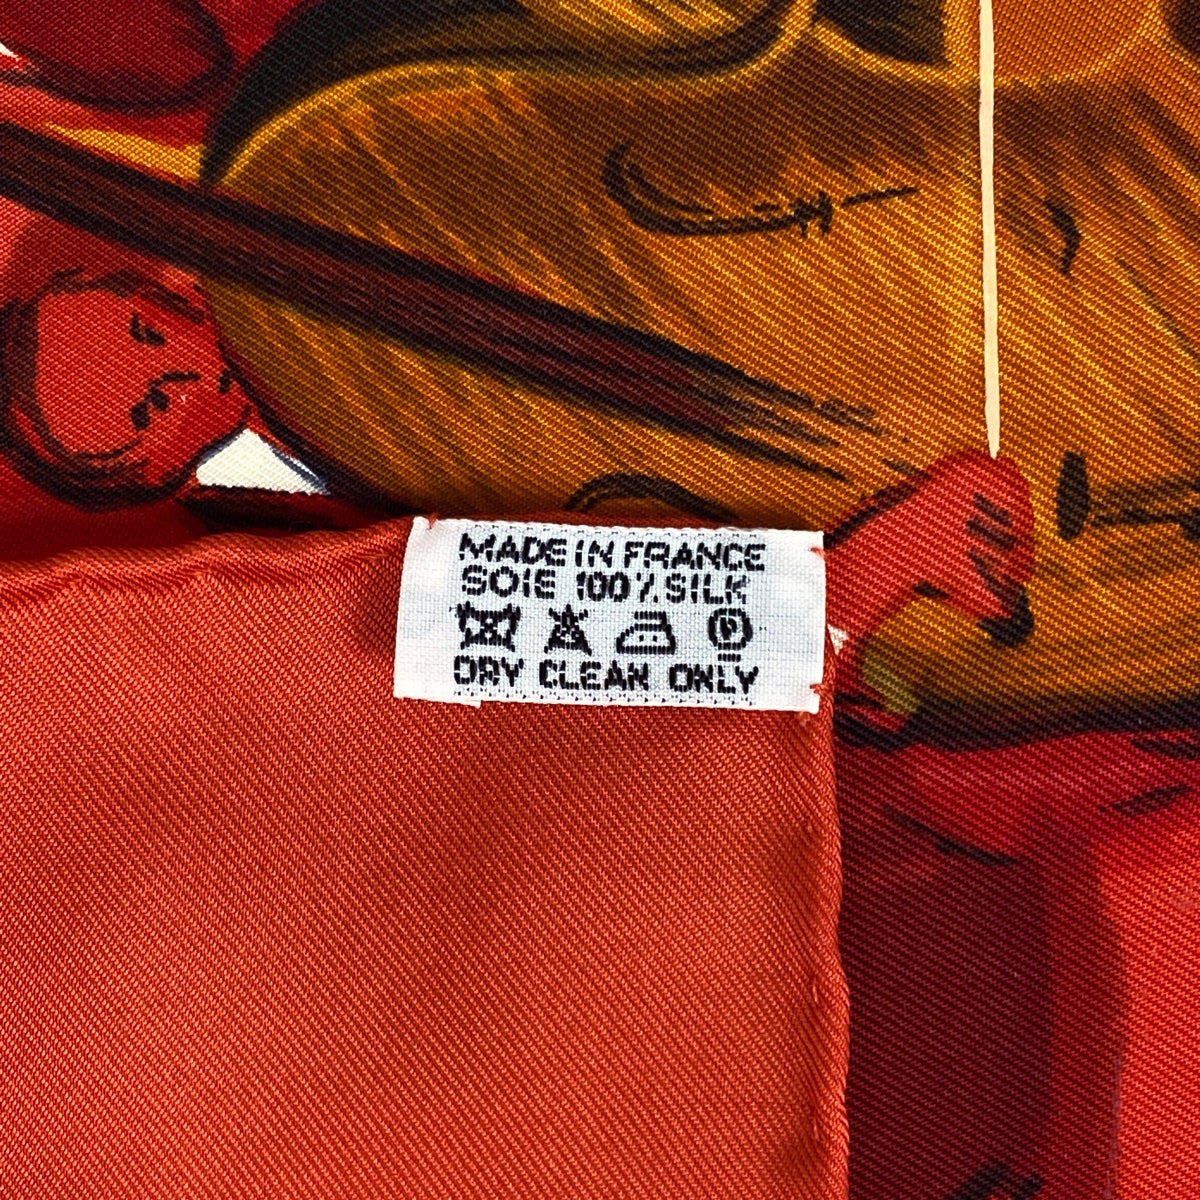 MADE IN FRANCE
SOIE 100% SILK
DRY CLEAN ONLY